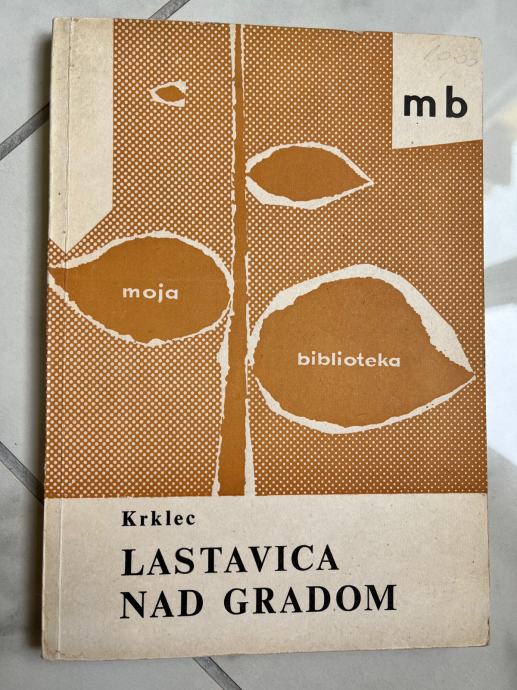 mb
moja
biblioteka
Krklec
LASTAVICA
NAD GRADOM